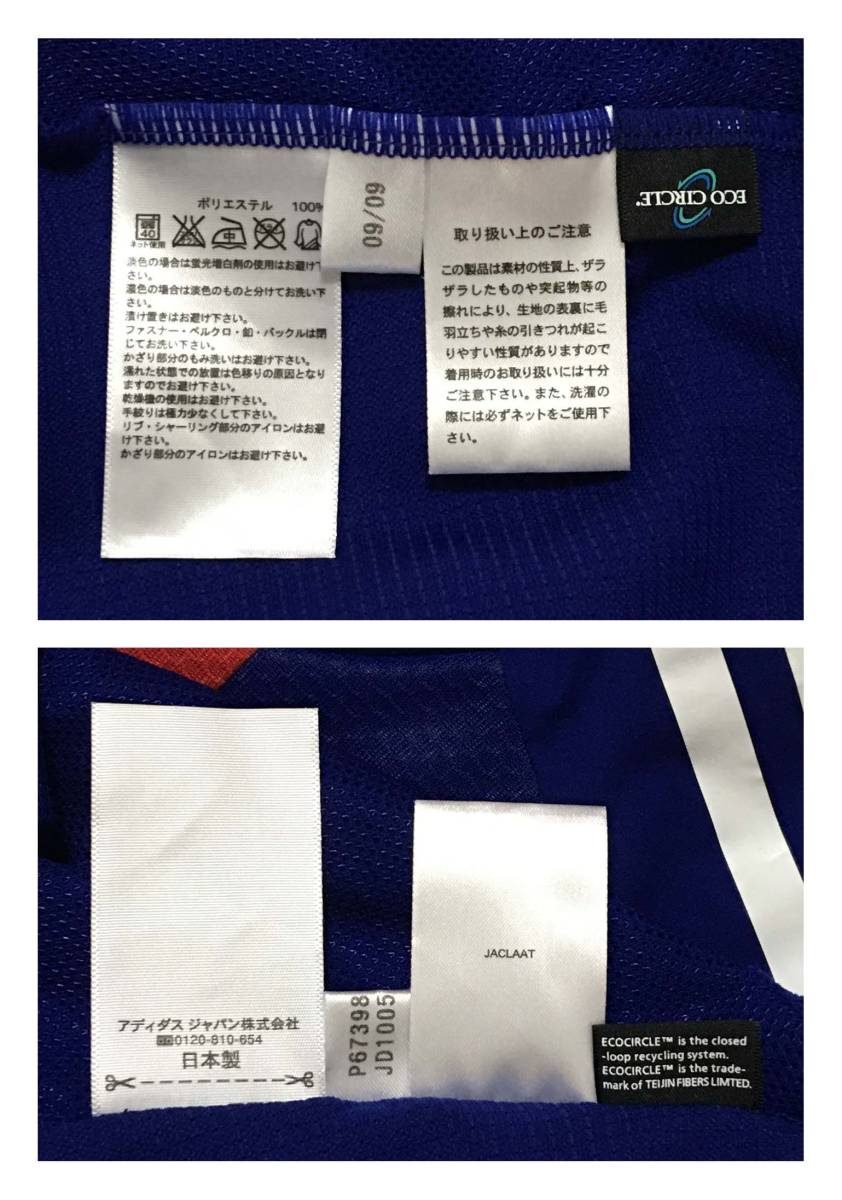 ポリエステル 100%
40
ネット使用
中
淡色の場合は蛍光増白剤の使用はお避け下
さい。
濃色の場合は淡色のものと分けてお洗い下
さい。
漬け置きはお避け下さい。
ファスナー・ベルクロ・釦・バックルは閉
じてお洗い下さい。
かざり部分のもみ洗いはお避け下さい。
濡れた状態での放置は色移りの原因となり
ますのでお避け下さい。
乾燥機の使用はお避け下さい。
手絞りは極力少なくして下さい。
リブ・シャーリング部分のアイロンはお避
け下さい。
かざり部分のアイロンはお避け下さい。
09/09
取り扱い上のご注意
この製品は素材の性質上、ザラ
ザラしたものや突起物等の
擦れにより、生地の表裏に毛
羽立ちや糸の引きつれが起こ
りやすい性質がありますので
着用時のお取り扱いには十分
ご注意下さい。また、洗濯の
際には必ずネットをご使用下
さい。
ECO CIRCLE®
アディダス ジャパン株式会社
0120-810-654
日本製
P67398
JD1005
JACLAAT
ECOCIRCLE™ is the closed
-loop recycling system.
ECOCIRCLE™ is the trade-
mark of TEIJIN FIBERS LIMTED.